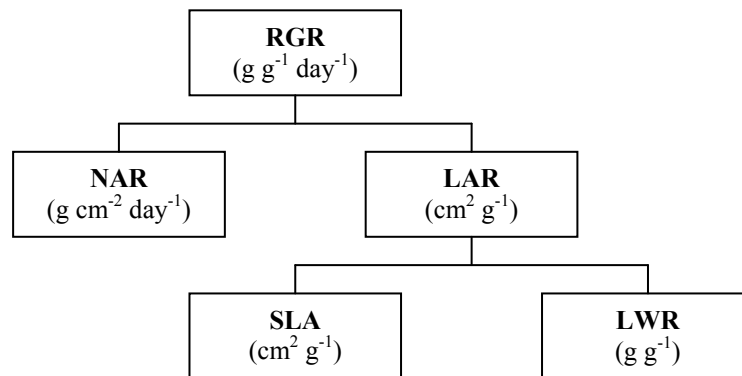 RGR
(g g⁻¹ day⁻¹)
NAR
(g cm⁻² day⁻¹)
LAR
(cm² g⁻¹)
SLA
(cm² g⁻¹)
LWR
(g g⁻¹)